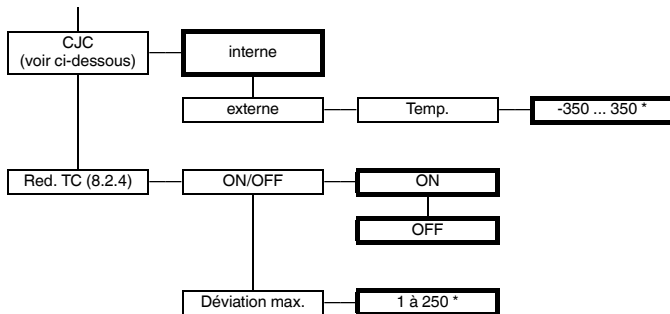 CJC
(voir ci-dessous)
interne
externe
Temp.
-350 ... 350 *
Red. TC (8.2.4)
ON/OFF
ON
OFF
Déviation max.
1 à 250 *